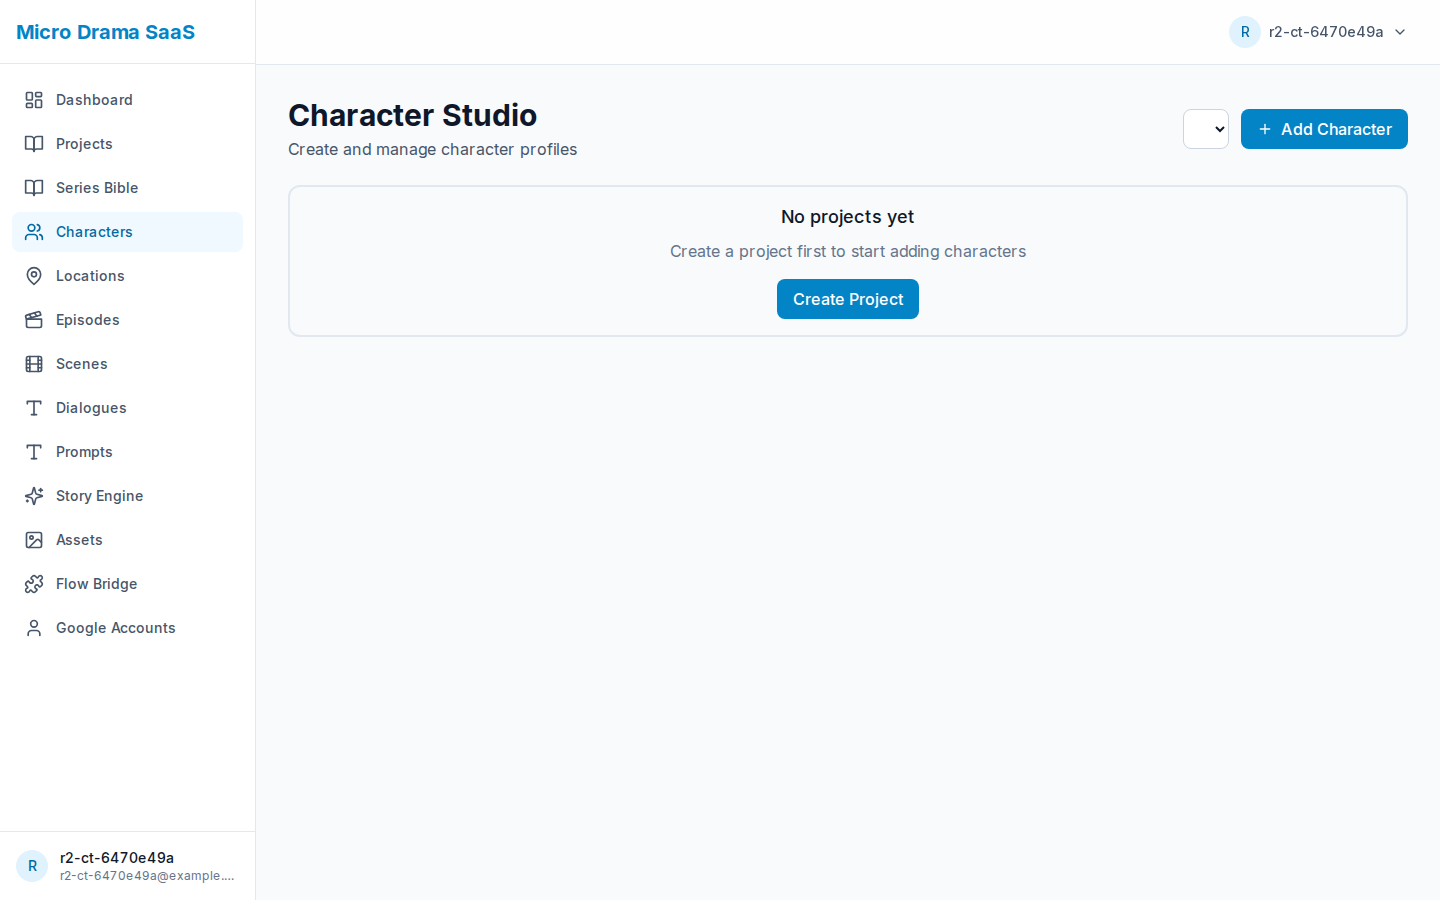 Micro Drama SaaS
R r2-ct-6470e49a
Dashboard
Projects
Series Bible
Characters
Locations
Episodes
Scenes
Dialogues
Prompts
Story Engine
Assets
Flow Bridge
Google Accounts
Character Studio
Create and manage character profiles
Add Character
No projects yet
Create a project first to start adding characters
Create Project
R r2-ct-6470e49a
r2-ct-6470e49a@example....